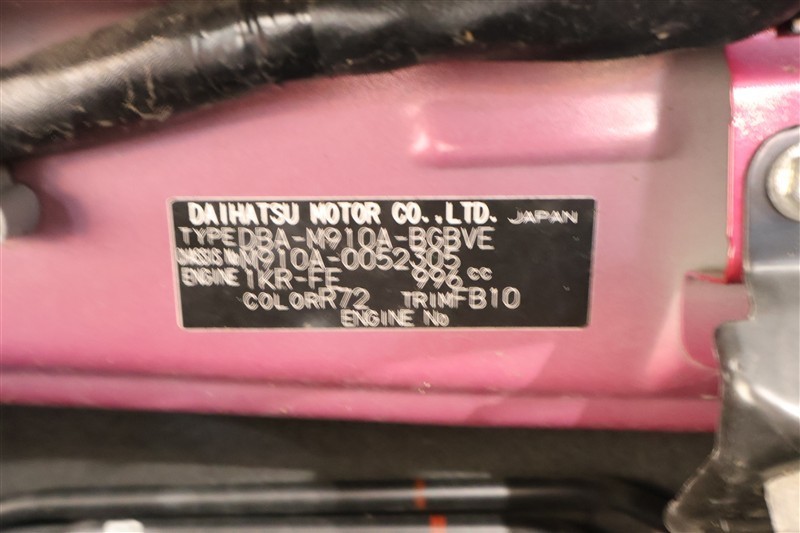 DAIHATSU MOTOR CO.,LTD. JAPAN
TYPE DBA-M910A-BGBVE
CHASSIS No M910A-0052305
ENGINE 1KR-FE 996 cc
COLOR R72 TRIM FB10
ENGINE No